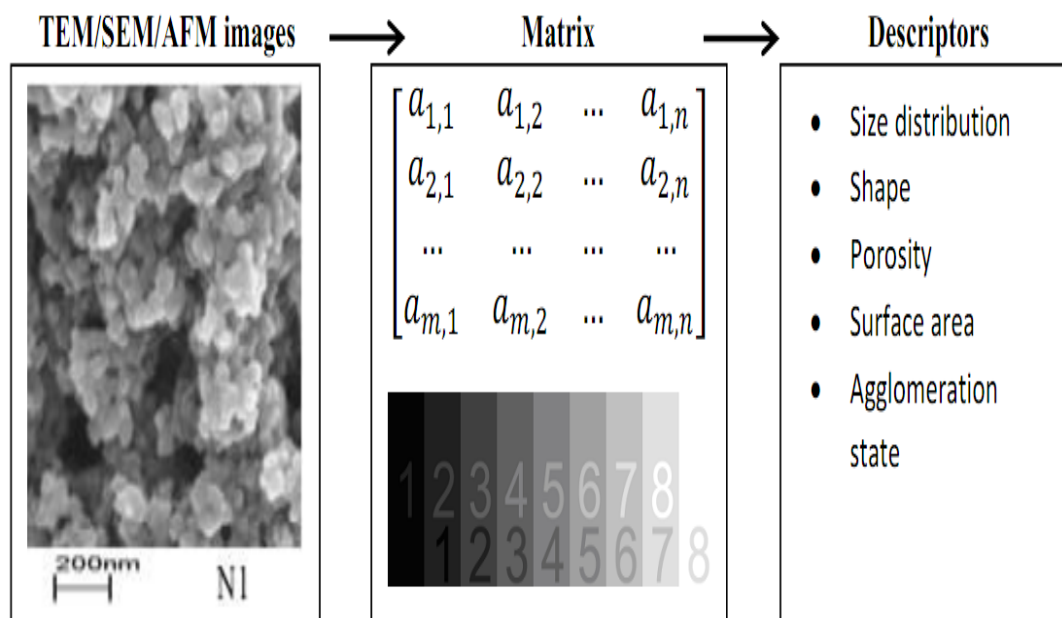 TEM/SEM/AFM images
Matrix
Descriptors
200nm
N1
a1,1 a1,2 ... a1,n
a2,1 a2,2 ... a2,n
... ... ... ...
am,1 am,2 ... am,n
1 2 3 4 5 6 7 8
1 2 3 4 5 6 7 8
• Size distribution
• Shape
• Porosity
• Surface area
• Agglomeration
state